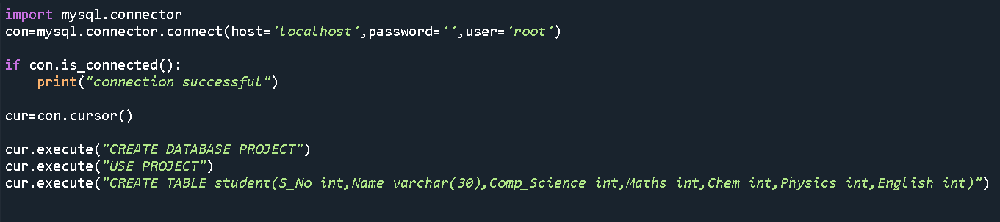 import mysql.connector
con=mysql.connector.connect(host='localhost',password='',user='root')
if con.is_connected():
    print("connection successful")
cur=con.cursor()
cur.execute("CREATE DATABASE PROJECT")
cur.execute("USE PROJECT")
cur.execute("CREATE TABLE student(S_No int,Name varchar(30),Comp_Science int,Maths int,Chem int,Physics int,English int)")